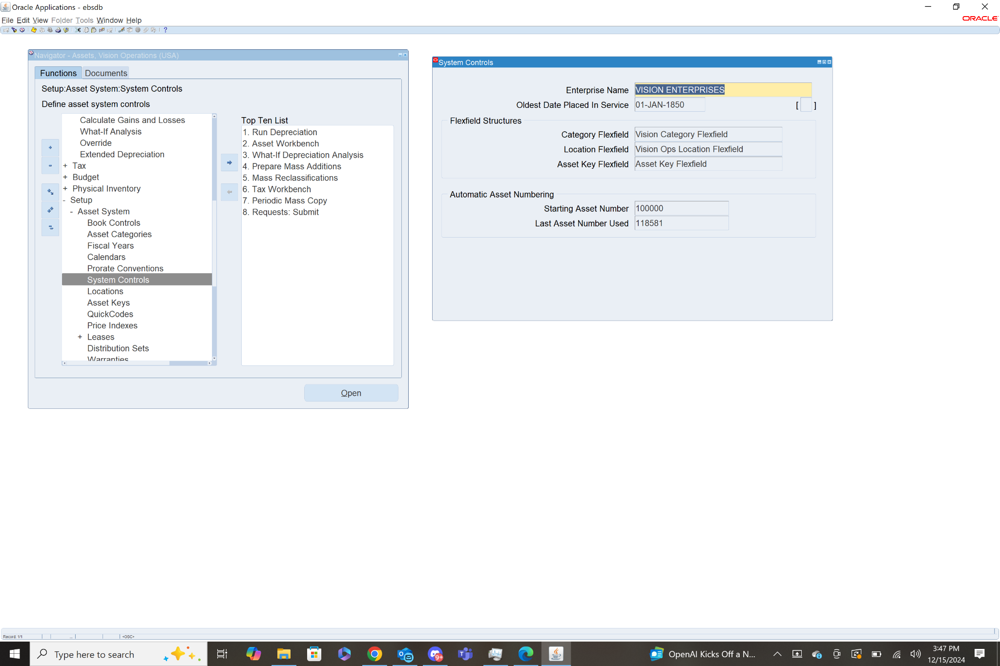 Oracle Applications - ebsdb
File Edit View Folder Tools Window Help
ORACLE
Navigator - Assets, Vision Operations (USA)
Functions Documents
Setup:Asset System:System Controls
Define asset system controls
Calculate Gains and Losses
What-If Analysis
Override
Extended Depreciation
+ Tax
+ Budget
+ Physical Inventory
- Setup
- Asset System
Book Controls
Asset Categories
Fiscal Years
Calendars
Prorate Conventions
System Controls
Locations
Asset Keys
QuickCodes
Price Indexes
+ Leases
Distribution Sets
Warranties
Top Ten List
1. Run Depreciation
2. Asset Workbench
3. What-If Depreciation Analysis
4. Prepare Mass Additions
5. Mass Reclassifications
6. Tax Workbench
7. Periodic Mass Copy
8. Requests: Submit
Open
System Controls
Enterprise Name VISION ENTERPRISES
Oldest Date Placed In Service 01-JAN-1850 [ ]
Flexfield Structures
Category Flexfield Vision Category Flexfield
Location Flexfield Vision Ops Location Flexfield
Asset Key Flexfield Asset Key Flexfield
Automatic Asset Numbering
Starting Asset Number 100000
Last Asset Number Used 118581
Record: 1/1 ... <OSC>
Type here to search
9+
OpenAI Kicks Off a N...
3:47 PM
12/15/2024